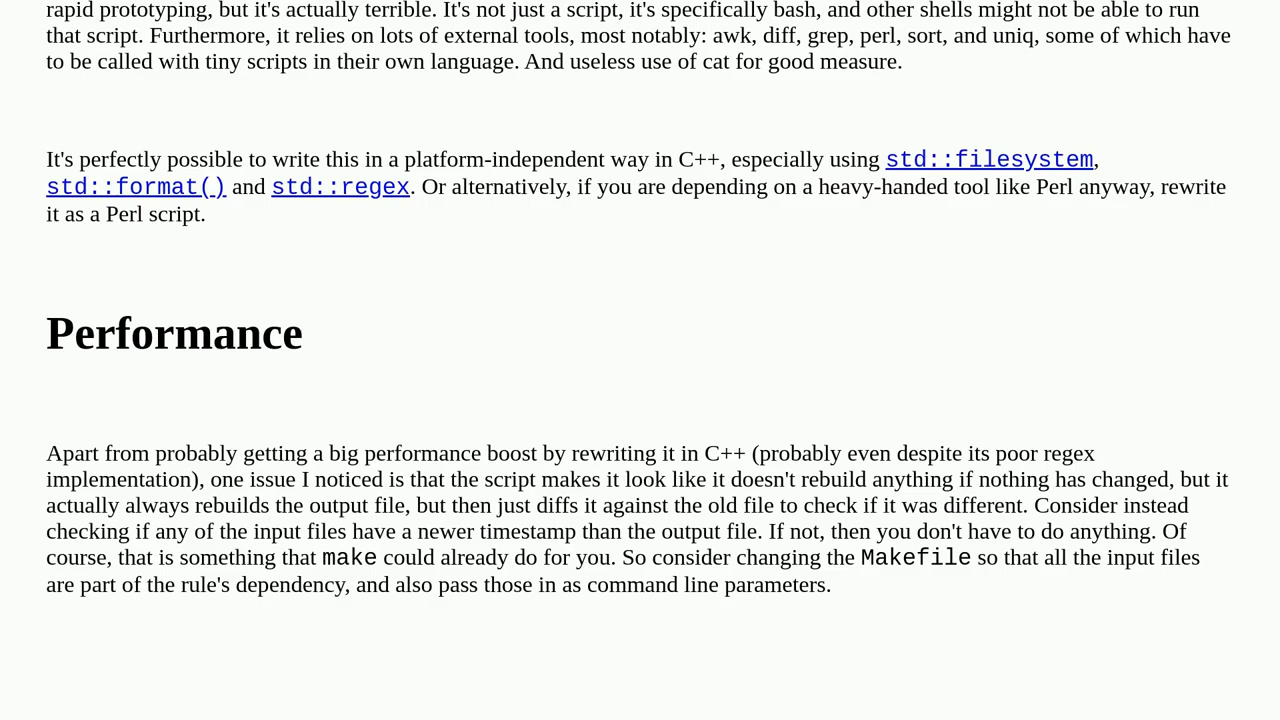 rapid prototyping, but it's actually terrible. It's not just a script, it's specifically bash, and other shells might not be able to run
that script. Furthermore, it relies on lots of external tools, most notably: awk, diff, grep, perl, sort, and uniq, some of which have
to be called with tiny scripts in their own language. And useless use of cat for good measure.
It's perfectly possible to write this in a platform-independent way in C++, especially using std::filesystem,
std::format() and std::regex. Or alternatively, if you are depending on a heavy-handed tool like Perl anyway, rewrite
it as a Perl script.
Performance
Apart from probably getting a big performance boost by rewriting it in C++ (probably even despite its poor regex
implementation), one issue I noticed is that the script makes it look like it doesn't rebuild anything if nothing has changed, but it
actually always rebuilds the output file, but then just diffs it against the old file to check if it was different. Consider instead
checking if any of the input files have a newer timestamp than the output file. If not, then you don't have to do anything. Of
course, that is something that make could already do for you. So consider changing the Makefile so that all the input files
are part of the rule's dependency, and also pass those in as command line parameters.